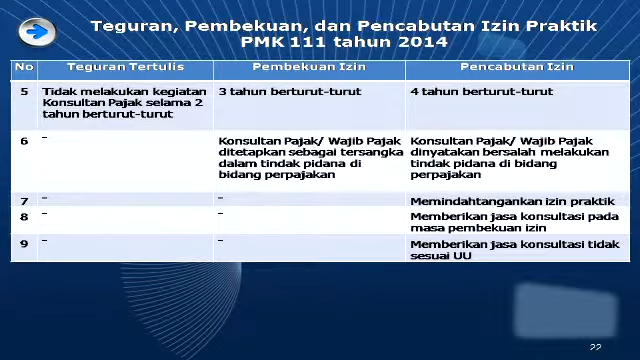 Teguran, Pembekuan, dan Pencabutan Izin Praktik
PMK 111 tahun 2014
No Teguran Tertulis Pembekuan Izin Pencabutan Izin
5 Tidak melakukan kegiatan Konsultan Pajak selama 2 tahun berturut-turut 3 tahun berturut-turut 4 tahun berturut-turut
6 - Konsultan Pajak/ Wajib Pajak ditetapkan sebagai tersangka dalam tindak pidana di bidang perpajakan Konsultan Pajak/ Wajib Pajak dinyatakan bersalah melakukan tindak pidana di bidang perpajakan
7 - - Memindahtangankan izin praktik
8 - - Memberikan jasa konsultasi pada masa pembekuan izin
9 - - Memberikan jasa konsultasi tidak sesuai UU
22